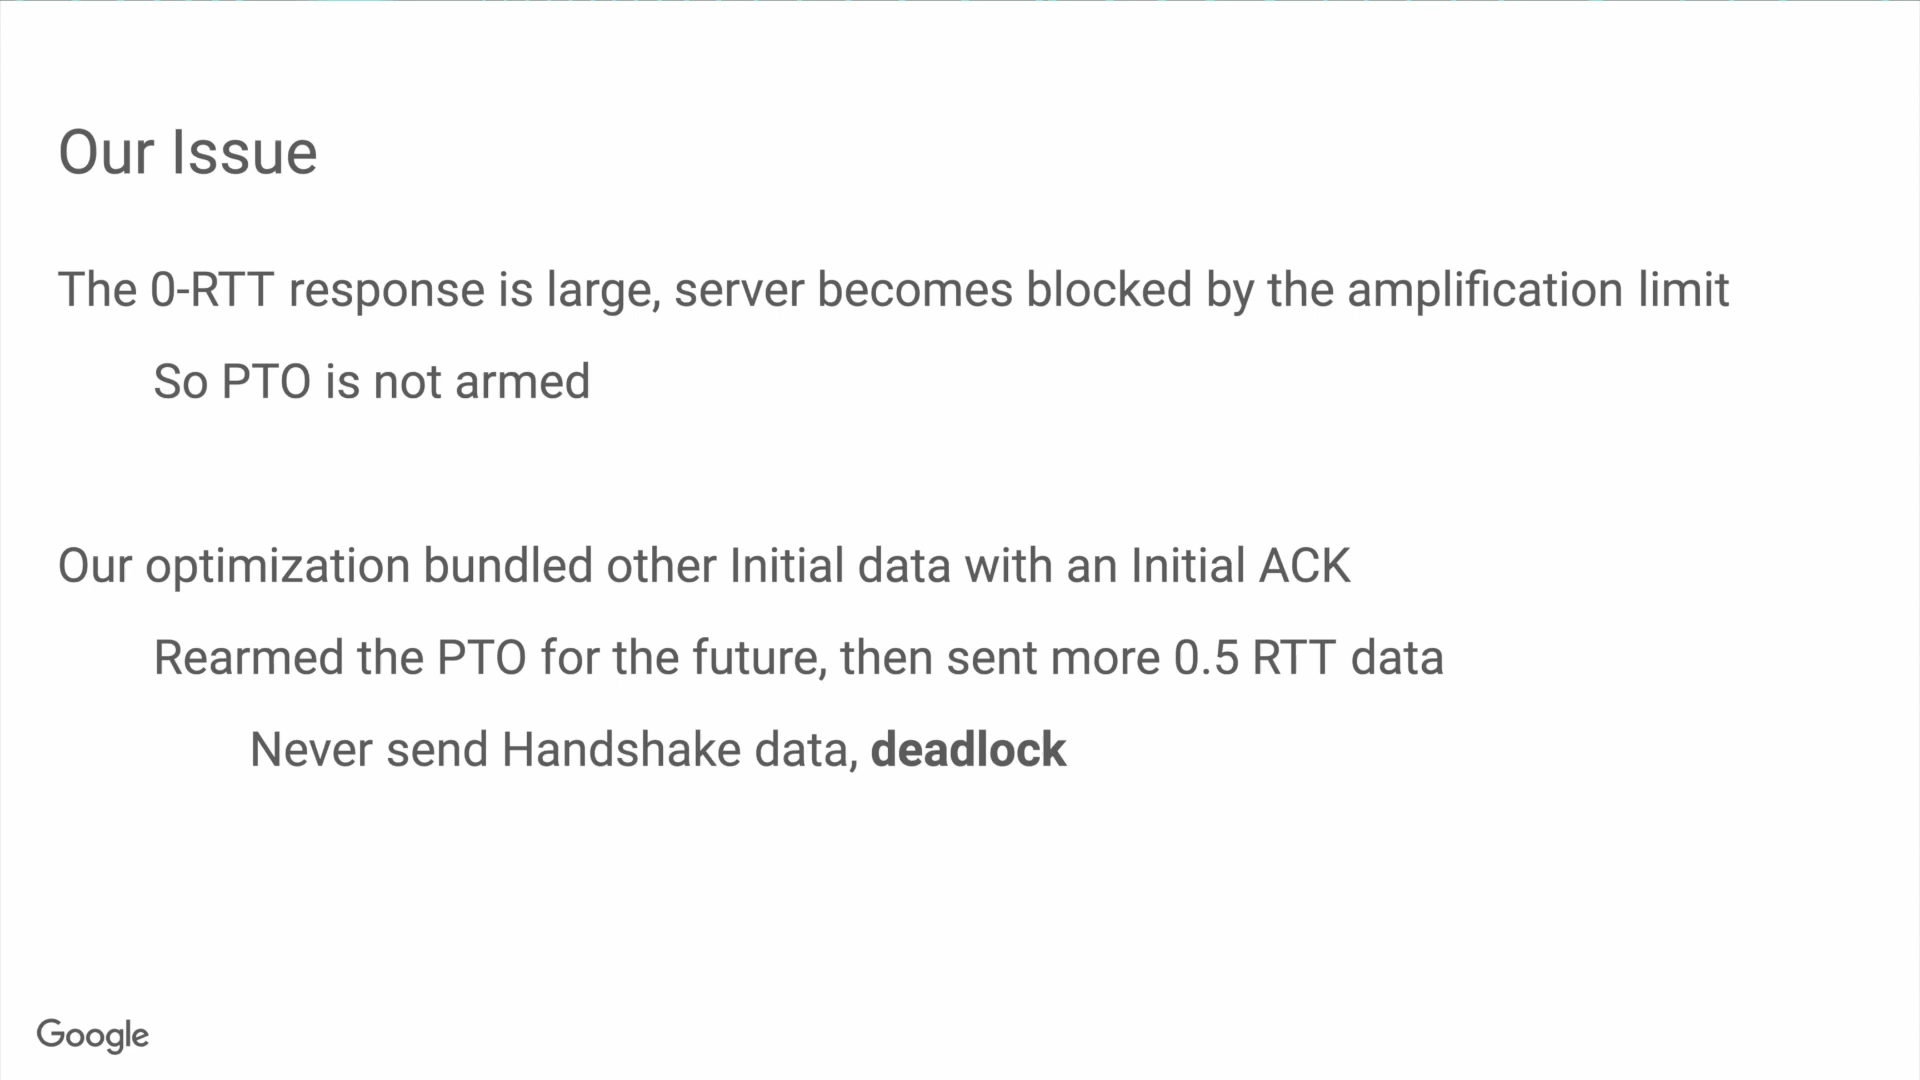 Our Issue
The 0-RTT response is large, server becomes blocked by the amplification limit
So PTO is not armed
Our optimization bundled other Initial data with an Initial ACK
Rearmed the PTO for the future, then sent more 0.5 RTT data
Never send Handshake data, deadlock
Google